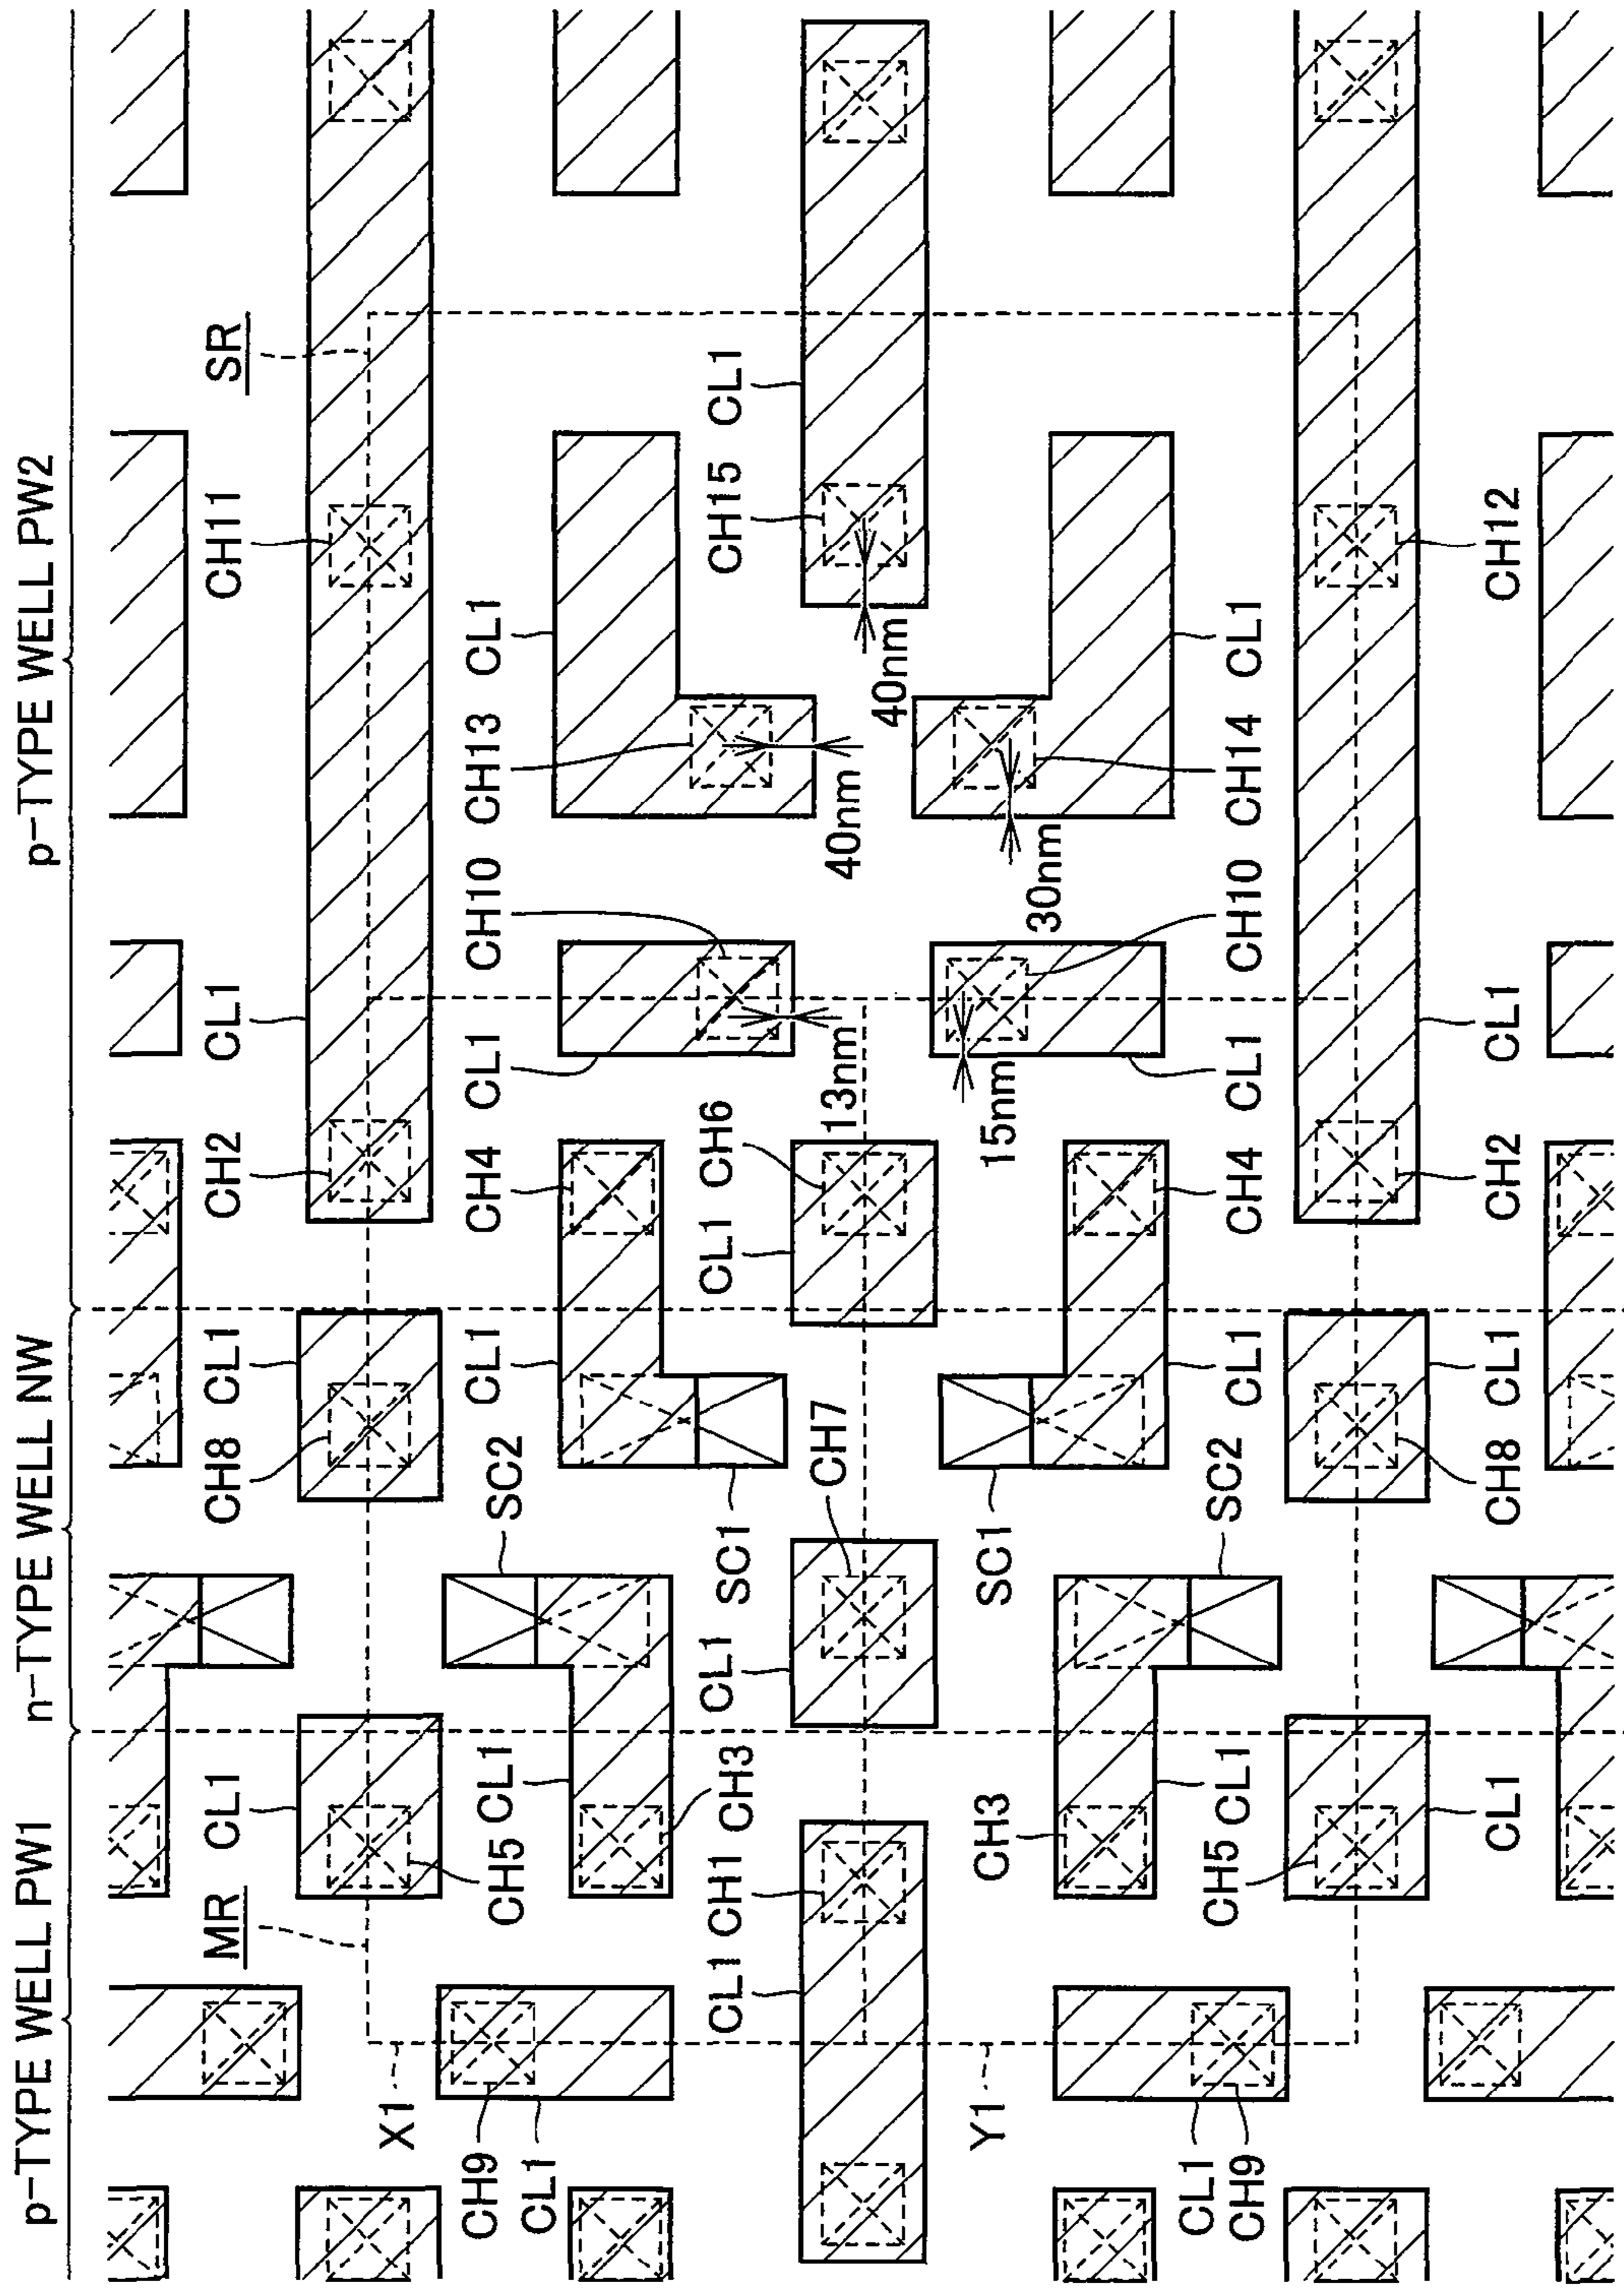 p-TYPE WELL PW1
n-TYPE WELL NW
p-TYPE WELL PW2
MR
CL1
CH8
CL1
CH2
CL1
CH11
SR
X1
CH9
CL1
CH5
CL1
SC2
CL1
CH4
CL1
CH10
CH13
CL1
CL1
CH1
CH3
CL1
SC1
CL1
CH6
CH15
CL1
CH7
13nm
40nm
40nm
Y1
CH3
SC1
15nm
30nm
CL1
CH9
CH5
CL1
SC2
CL1
CH4
CL1
CH10
CH14
CL1
CL1
CH8
CL1
CH2
CL1
CH12